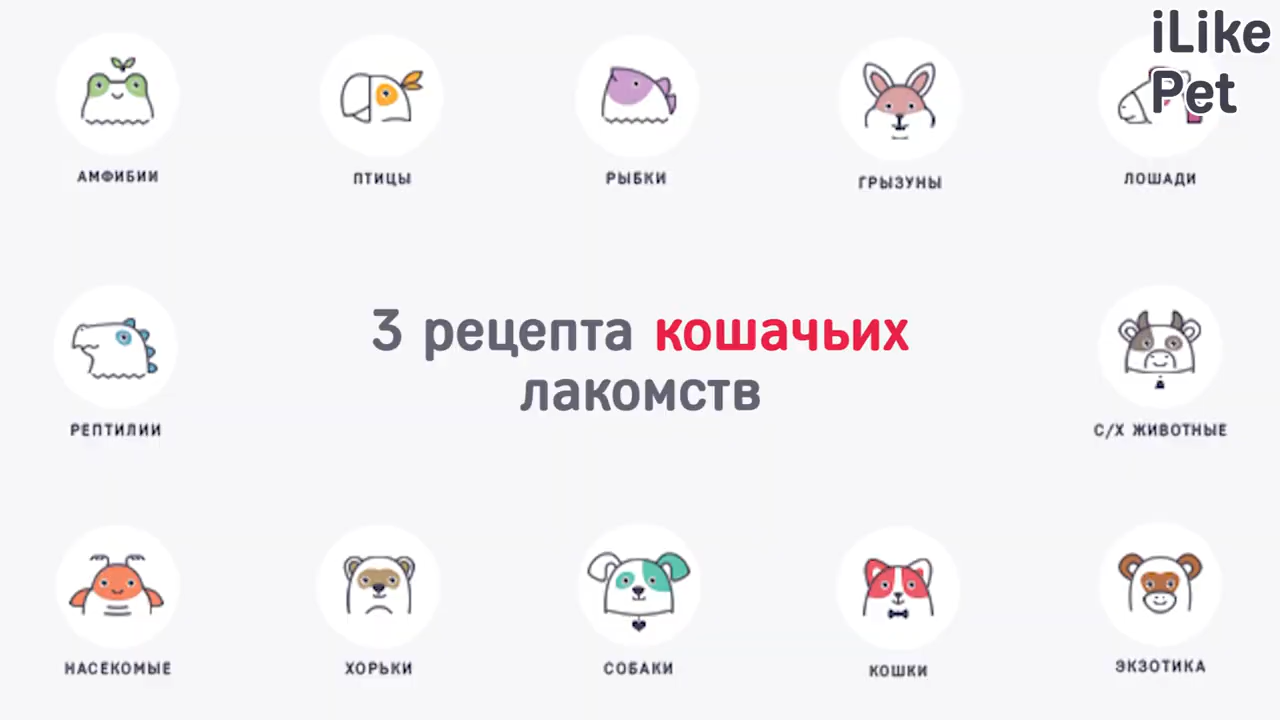 iLike
Pet
АМФИБИИ
ПТИЦЫ
РЫБКИ
ГРЫЗУНЫ
ЛОШАДИ
3 рецепта кошачьих
лакомств
РЕПТИЛИИ
С/Х ЖИВОТНЫЕ
НАСЕКОМЫЕ
ХОРЬКИ
СОБАКИ
КОШКИ
ЭКЗОТИКА